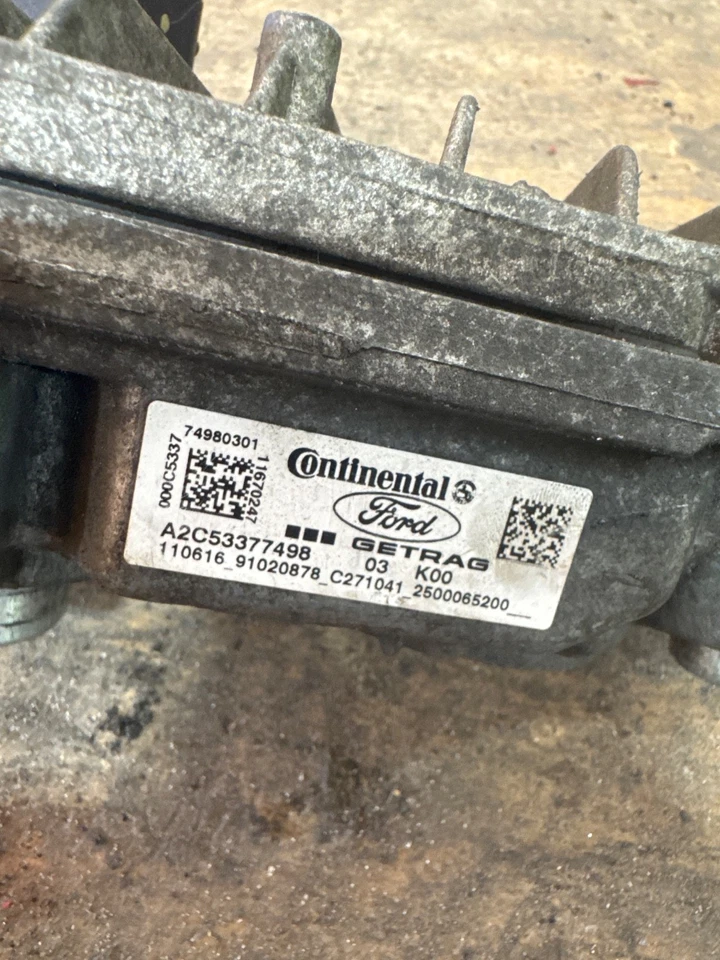 74980301
000C5337
11670247
Continental
Ford
GETRAG
A2C53377498 03 K00
110616_91020878_C271041_2500065200